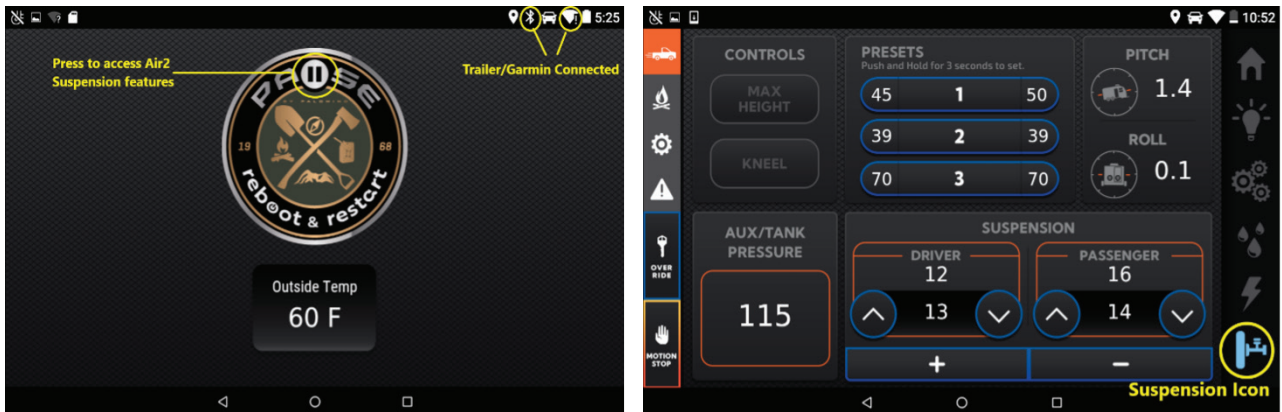 5:25
Press to access Air2
Suspension features
Trailer/Garmin Connected
PAUSE
BY PALOMINO
19 68
reboot & restart
Outside Temp
60 F
10:52
CONTROLS
MAX
HEIGHT
KNEEL
PRESETS
Push and Hold for 3 seconds to set.
45 1 50
39 2 39
70 3 70
PITCH
1.4
ROLL
0.1
OVER
RIDE
MOTION
STOP
AUX/TANK
PRESSURE
115
SUSPENSION
DRIVER
12
13
PASSENGER
16
14
+ −
Suspension Icon